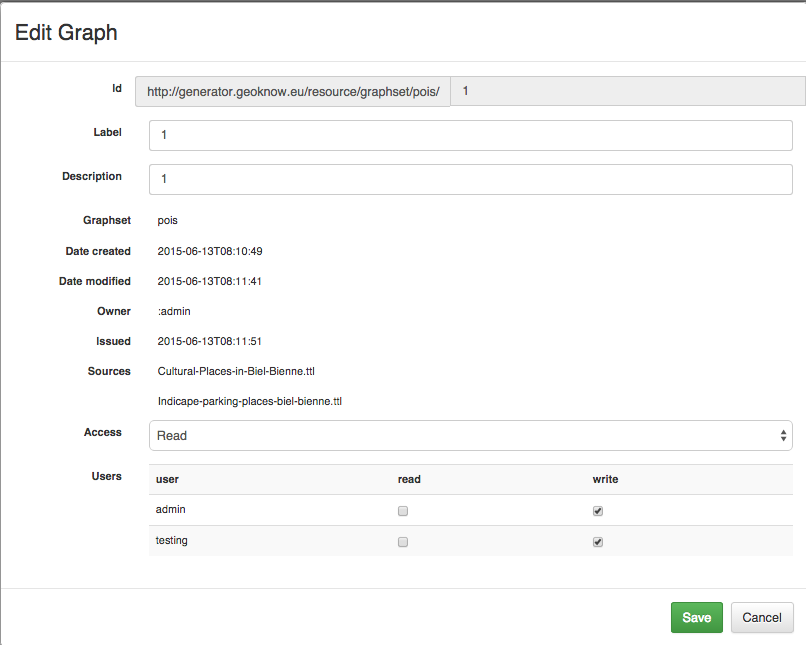 Edit Graph
Id http://generator.geoknow.eu/resource/graphset/pois/ 1
Label 1
Description 1
Graphset pois
Date created 2015-06-13T08:10:49
Date modified 2015-06-13T08:11:41
Owner :admin
Issued 2015-06-13T08:11:51
Sources Cultural-Places-in-Biel-Bienne.ttl
Indicape-parking-places-biel-bienne.ttl
Access Read
Users user read write
admin
testing
Save Cancel